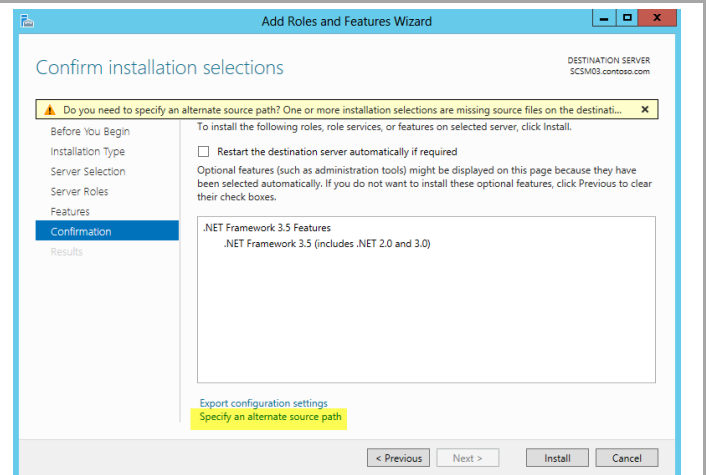 Add Roles and Features Wizard
Confirm installation selections
DESTINATION SERVER
SCSM03.contoso.com
Do you need to specify an alternate source path? One or more installation selections are missing source files on the destinati...
Before You Begin
Installation Type
Server Selection
Server Roles
Features
Confirmation
Results
To install the following roles, role services, or features on selected server, click Install.
Restart the destination server automatically if required
Optional features (such as administration tools) might be displayed on this page because they have
been selected automatically. If you do not want to install these optional features, click Previous to clear
their check boxes.
.NET Framework 3.5 Features
.NET Framework 3.5 (includes .NET 2.0 and 3.0)
Export configuration settings
Specify an alternate source path
< Previous
Next >
Install
Cancel